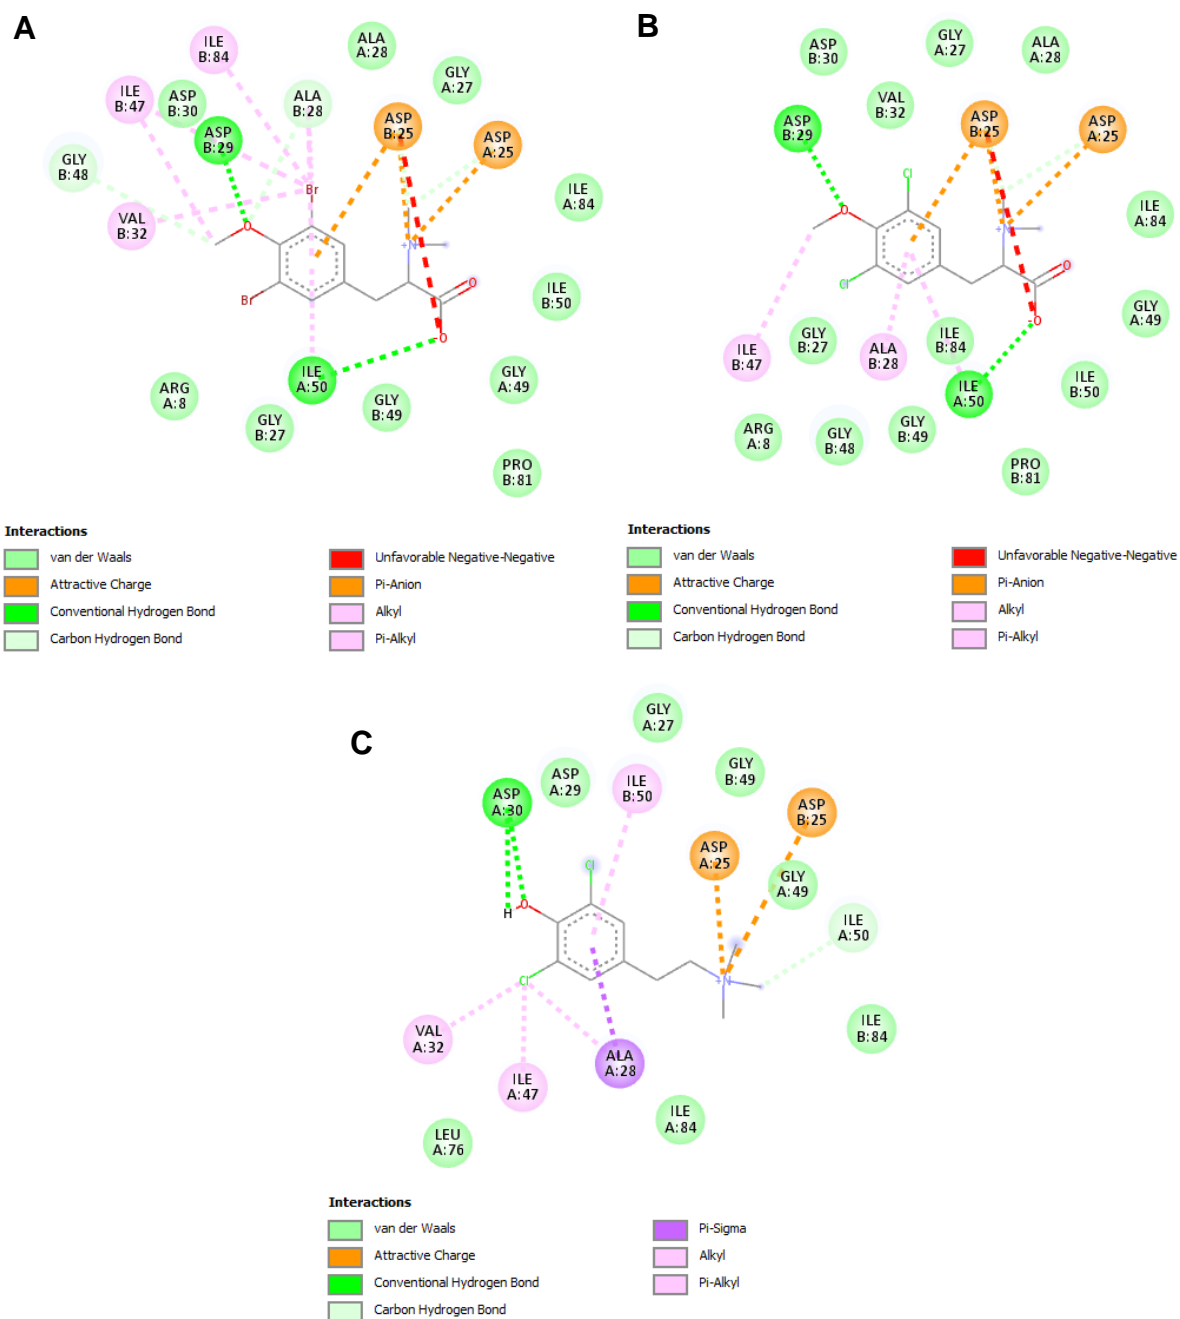 A
ILE
B:84
ALA
A:28
GLY
A:27
ILE
B:47
ASP
B:30
ALA
B:28
ASP
B:29
ASP
B:25
ASP
A:25
GLY
B:48
VAL
B:32
Br
O
ILE
A:84
+N
Br
O
O
-
ILE
B:50
ILE
A:50
ARG
A:8
GLY
B:27
GLY
B:49
GLY
A:49
PRO
B:81
Interactions
van der Waals
Attractive Charge
Conventional Hydrogen Bond
Carbon Hydrogen Bond
Unfavorable Negative-Negative
Pi-Anion
Alkyl
Pi-Alkyl
B
ASP
B:30
GLY
A:27
ALA
A:28
VAL
B:32
ASP
B:29
ASP
B:25
ASP
A:25
Cl
O
ILE
A:84
+N
Cl
O
-O
GLY
A:49
ILE
B:47
GLY
B:27
ALA
B:28
ILE
B:84
ILE
A:50
ILE
B:50
ARG
A:8
GLY
B:48
GLY
B:49
PRO
B:81
Interactions
van der Waals
Attractive Charge
Conventional Hydrogen Bond
Carbon Hydrogen Bond
Unfavorable Negative-Negative
Pi-Anion
Alkyl
Pi-Alkyl
C
GLY
A:27
ASP
A:30
ASP
A:29
ILE
B:50
GLY
B:49
ASP
B:25
ASP
A:25
GLY
A:49
Cl
H
O
ILE
A:50
Cl
+N
VAL
A:32
ILE
A:47
ALA
A:28
ILE
B:84
LEU
A:76
ILE
A:84
Interactions
van der Waals
Attractive Charge
Conventional Hydrogen Bond
Carbon Hydrogen Bond
Pi-Sigma
Alkyl
Pi-Alkyl